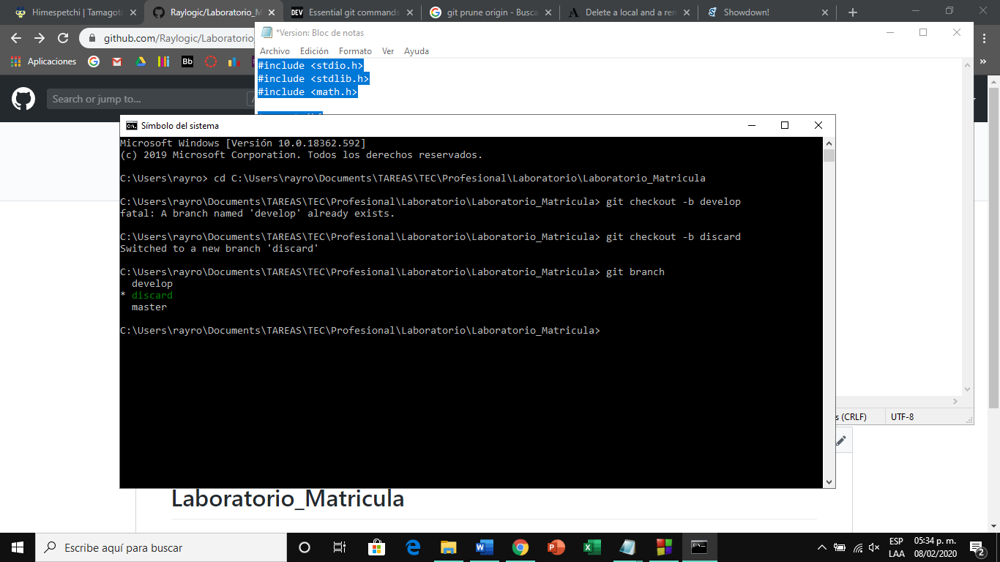 Himespetchi | Tamagot
Raylogic/Laboratorio_M
DEV Essential git commands
git prune origin - Busca
Delete a local and a rem
Showdown!
github.com/Raylogic/Laboratorio_
*Version: Bloc de notas
Archivo Edición Formato Ver Ayuda
Aplicaciones
Bb
#include <stdio.h>
#include <stdlib.h>
#include <math.h>
Search or jump to...
/
Símbolo del sistema
Microsoft Windows [Versión 10.0.18362.592]
(c) 2019 Microsoft Corporation. Todos los derechos reservados.
C:\Users\rayro> cd C:\Users\rayro\Documents\TAREAS\TEC\Profesional\Laboratorio\Laboratorio_Matricula
C:\Users\rayro\Documents\TAREAS\TEC\Profesional\Laboratorio\Laboratorio_Matricula> git checkout -b develop
fatal: A branch named 'develop' already exists.
C:\Users\rayro\Documents\TAREAS\TEC\Profesional\Laboratorio\Laboratorio_Matricula> git checkout -b discard
Switched to a new branch 'discard'
C:\Users\rayro\Documents\TAREAS\TEC\Profesional\Laboratorio\Laboratorio_Matricula> git branch
develop
* discard
master
C:\Users\rayro\Documents\TAREAS\TEC\Profesional\Laboratorio\Laboratorio_Matricula>
s (CRLF) UTF-8
Laboratorio_Matricula
Escribe aquí para buscar
ESP
LAA
05:34 p. m.
08/02/2020
2